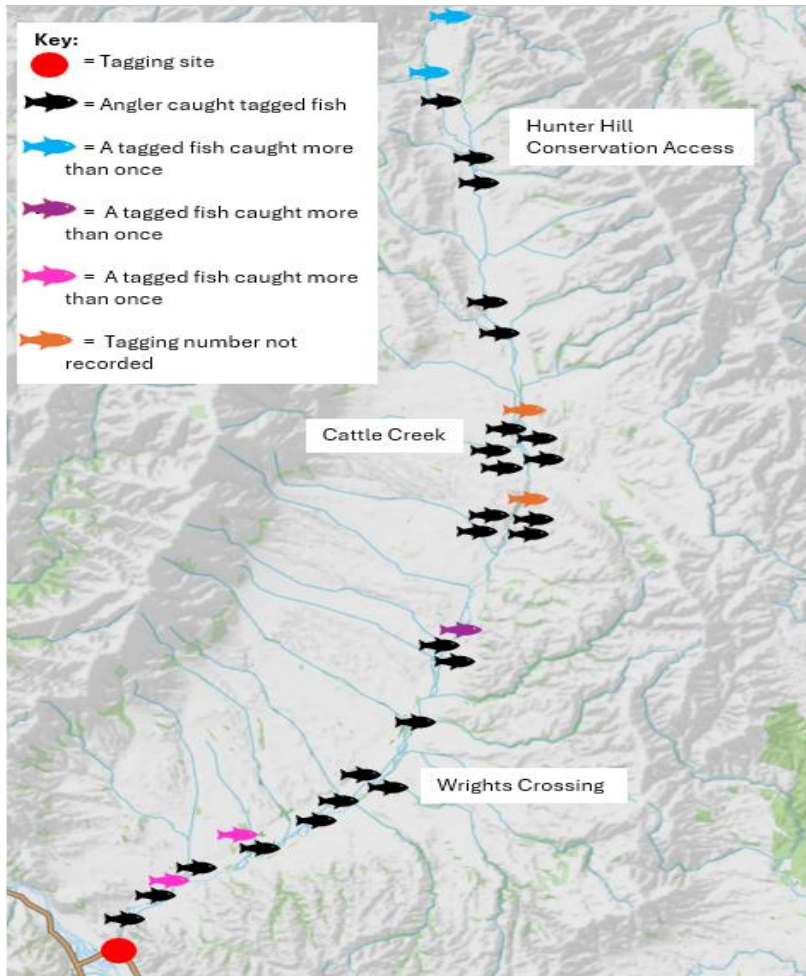 Key:
= Tagging site
= Angler caught tagged fish
= A tagged fish caught more
than once
= A tagged fish caught more
than once
= A tagged fish caught more
than once
= Tagging number not
recorded
Hunter Hill
Conservation Access
Cattle Creek
Wrights Crossing